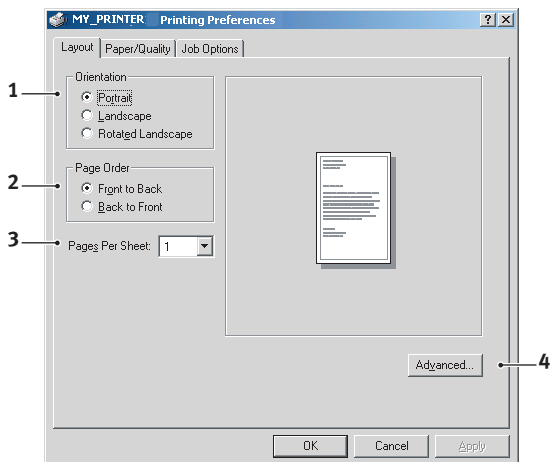 MY_PRINTER Printing Preferences
Layout Paper/Quality Job Options
Orientation
1
Portrait
Landscape
Rotated Landscape
Page Order
2
Front to Back
Back to Front
3
Pages Per Sheet: 1
Advanced... 4
OK Cancel Apply